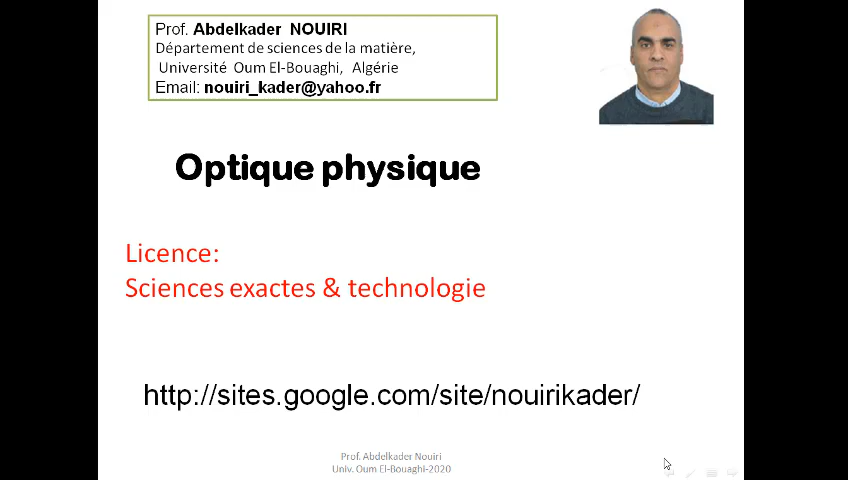 Prof. Abdelkader NOUIRI
Département de sciences de la matière,
Université Oum El-Bouaghi, Algérie
Email: nouiri_kader@yahoo.fr
Optique physique
Licence:
Sciences exactes & technologie
http://sites.google.com/site/nouirikader/
Prof. Abdelkader Nouiri
Univ. Oum El-Bouaghi-2020